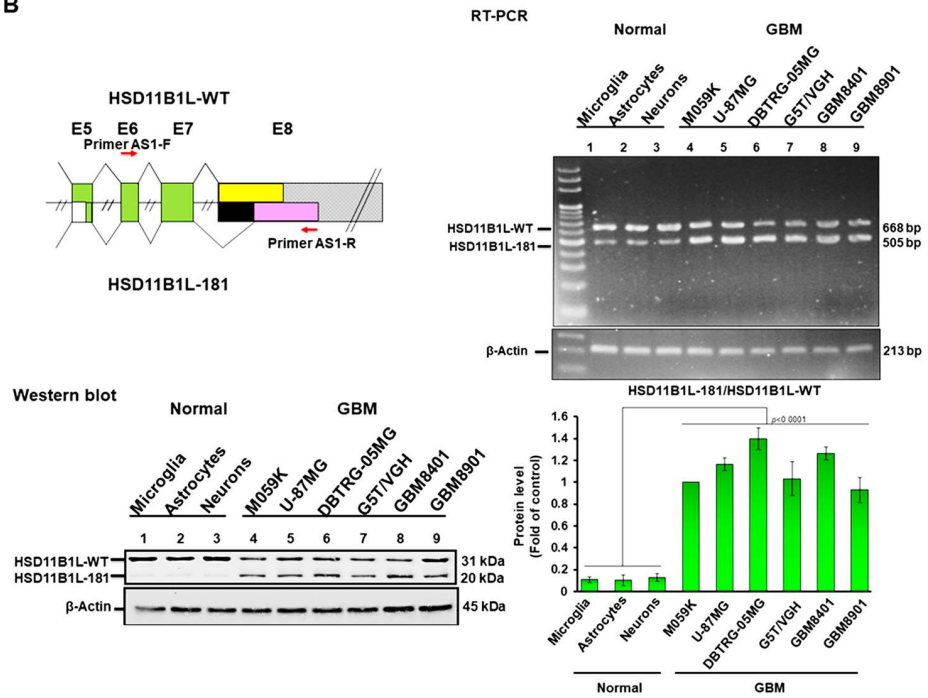 B
HSD11B1L-WT
E5 E6 E7 E8
Primer AS1-F
Primer AS1-R
HSD11B1L-181
RT-PCR
Normal GBM
Microglia Astrocytes Neurons M059K U-87MG DBTRG-05MG G5T/VGH GBM8401 GBM8901
1 2 3 4 5 6 7 8 9
HSD11B1L-WT 668 bp
HSD11B1L-181 505 bp
β-Actin 213 bp
Western blot
Normal GBM
Microglia Astrocytes Neurons M059K U-87MG DBTRG-05MG G5T/VGH GBM8401 GBM8901
1 2 3 4 5 6 7 8 9
HSD11B1L-WT 31 kDa
HSD11B1L-181 20 kDa
β-Actin 45 kDa
HSD11B1L-181/HSD11B1L-WT
Protein level
(Fold of control)
1.6
1.4
1.2
1
0.8
0.6
0.4
0.2
0
p<0.0001
Microglia Astrocytes Neurons M059K U-87MG DBTRG-05MG G5T/VGH GBM8401 GBM8901
Normal GBM